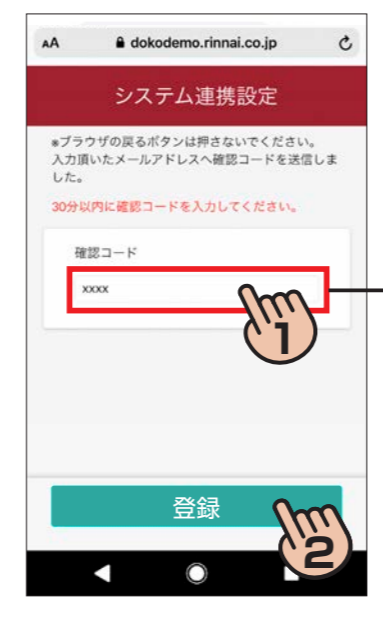 AA dokodemo.rinnai.co.jp
システム連携設定
※ブラウザの戻るボタンは押さないでください。
入力頂いたメールアドレスへ確認コードを送信しま
した。
30分以内に確認コードを入力してください。
確認コード
xxxx
1
登録
2